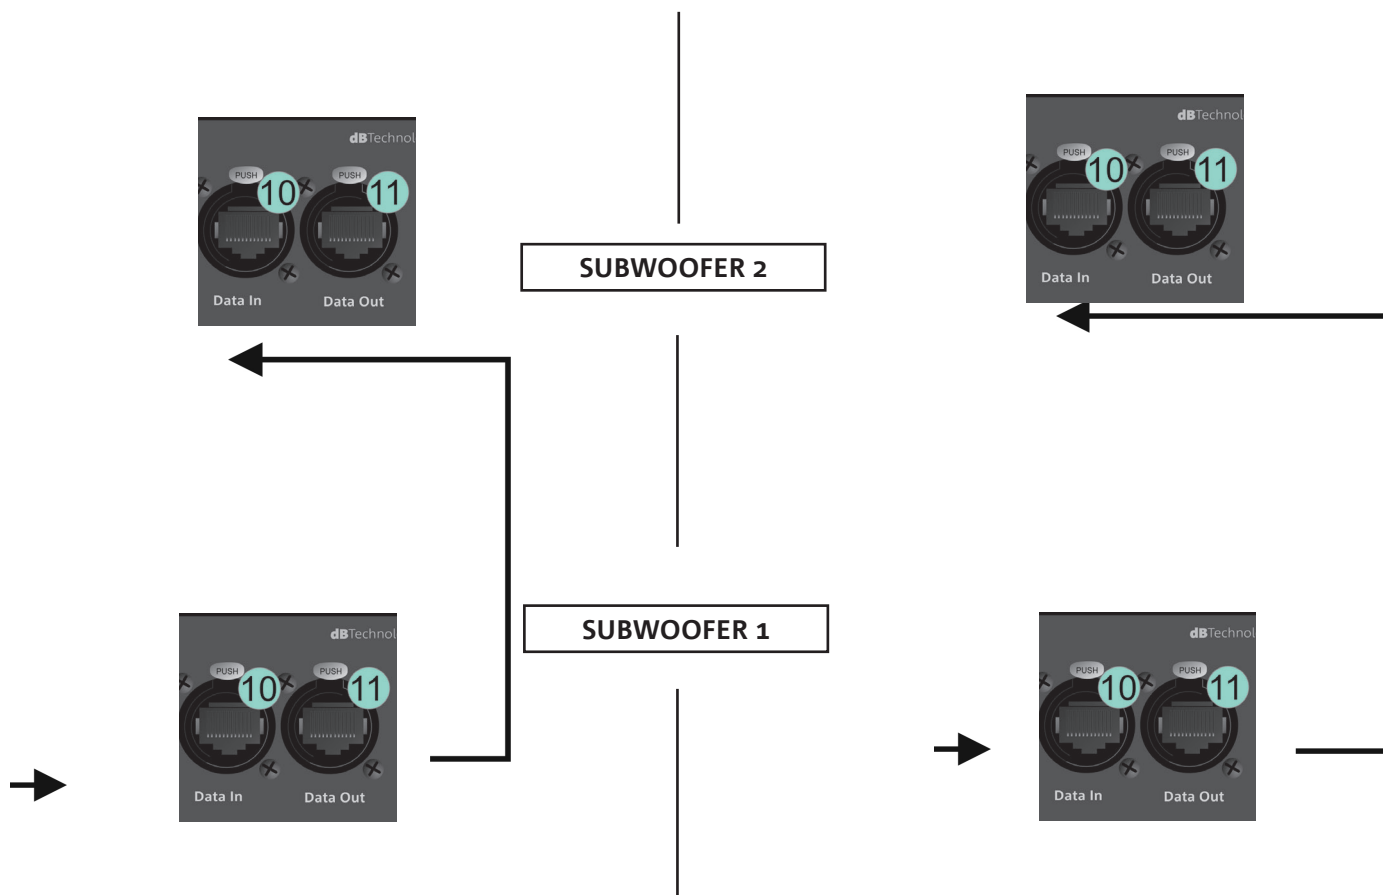 dBTechnol
PUSH 10 PUSH 11
Data In Data Out
dBTechnol
PUSH 10 PUSH 11
Data In Data Out
SUBWOOFER 2
SUBWOOFER 1
dBTechnol
PUSH 10 PUSH 11
Data In Data Out
dBTechnol
PUSH 10 PUSH 11
Data In Data Out